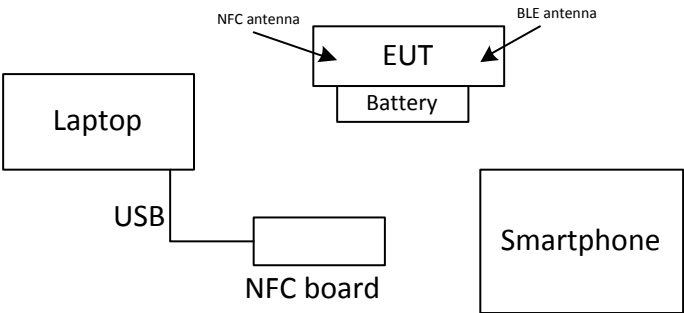 NFC antenna
BLE antenna
EUT
Battery
Laptop
USB
NFC board
Smartphone